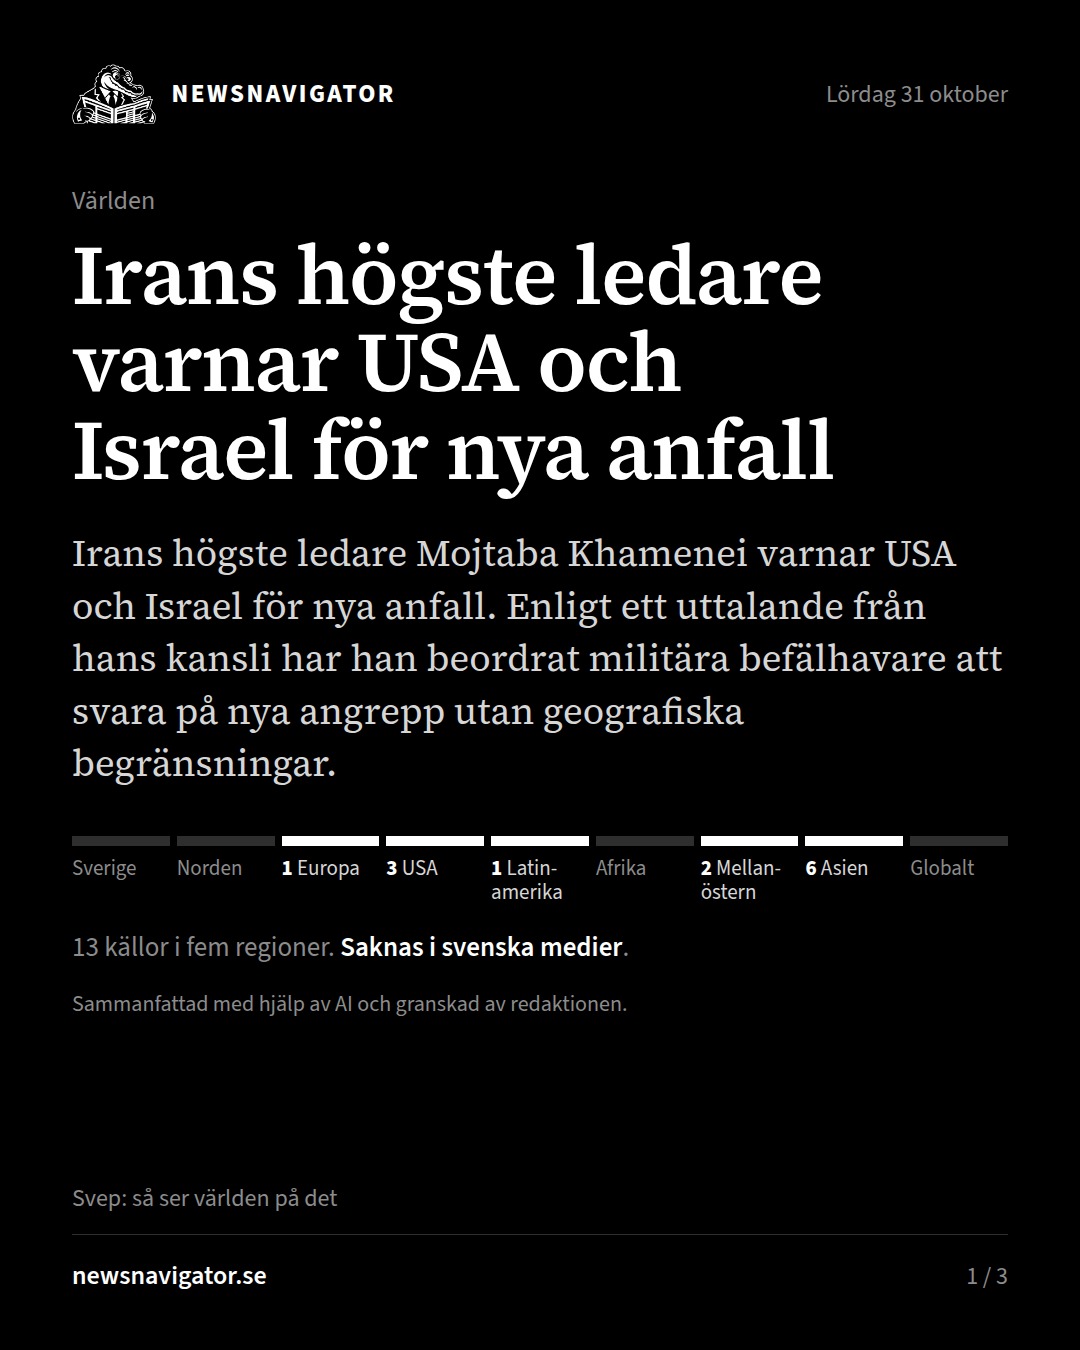 NEWSNAVIGATOR
Lördag 31 oktober
Världen
Irans högste ledare
varnar USA och
Israel för nya anfall
Irans högste ledare Mojtaba Khamenei varnar USA
och Israel för nya anfall. Enligt ett uttalande från
hans kansli har han beordrat militära befälhavare att
svara på nya angrepp utan geografiska
begränsningar.
Sverige
Norden
1 Europa
3 USA
1 Latin-
amerika
Afrika
2 Mellan-
östern
6 Asien
Globalt
13 källor i fem regioner. Saknas i svenska medier.
Sammanfattad med hjälp av AI och granskad av redaktionen.
Svep: så ser världen på det
newsnavigator.se
1 / 3